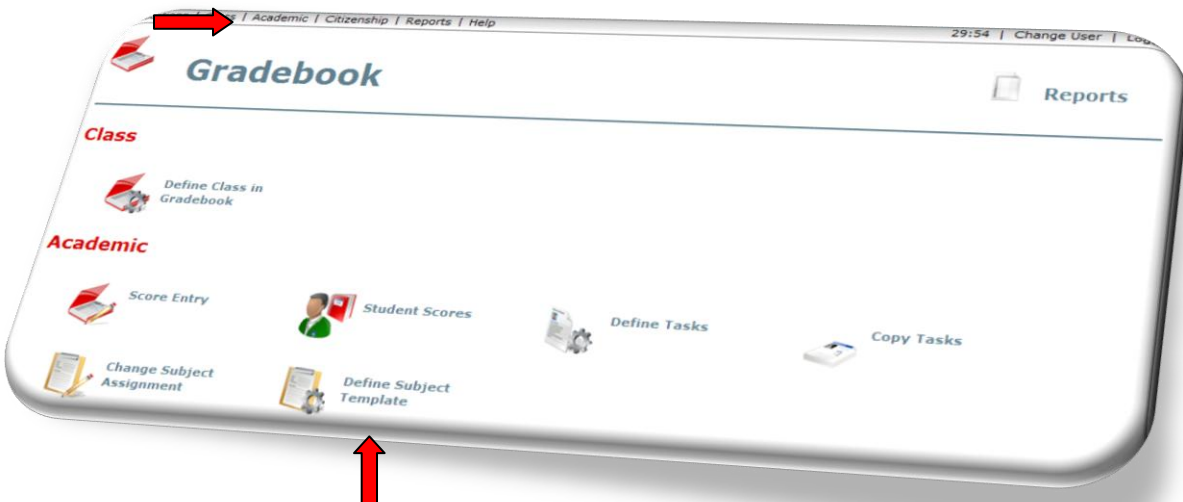 | Academic | Citizenship | Reports | Help
29:54 | Change User |
Gradebook
Reports
Class
Define Class in
Gradebook
Academic
Score Entry
Student Scores
Define Tasks
Copy Tasks
Change Subject
Assignment
Define Subject
Template